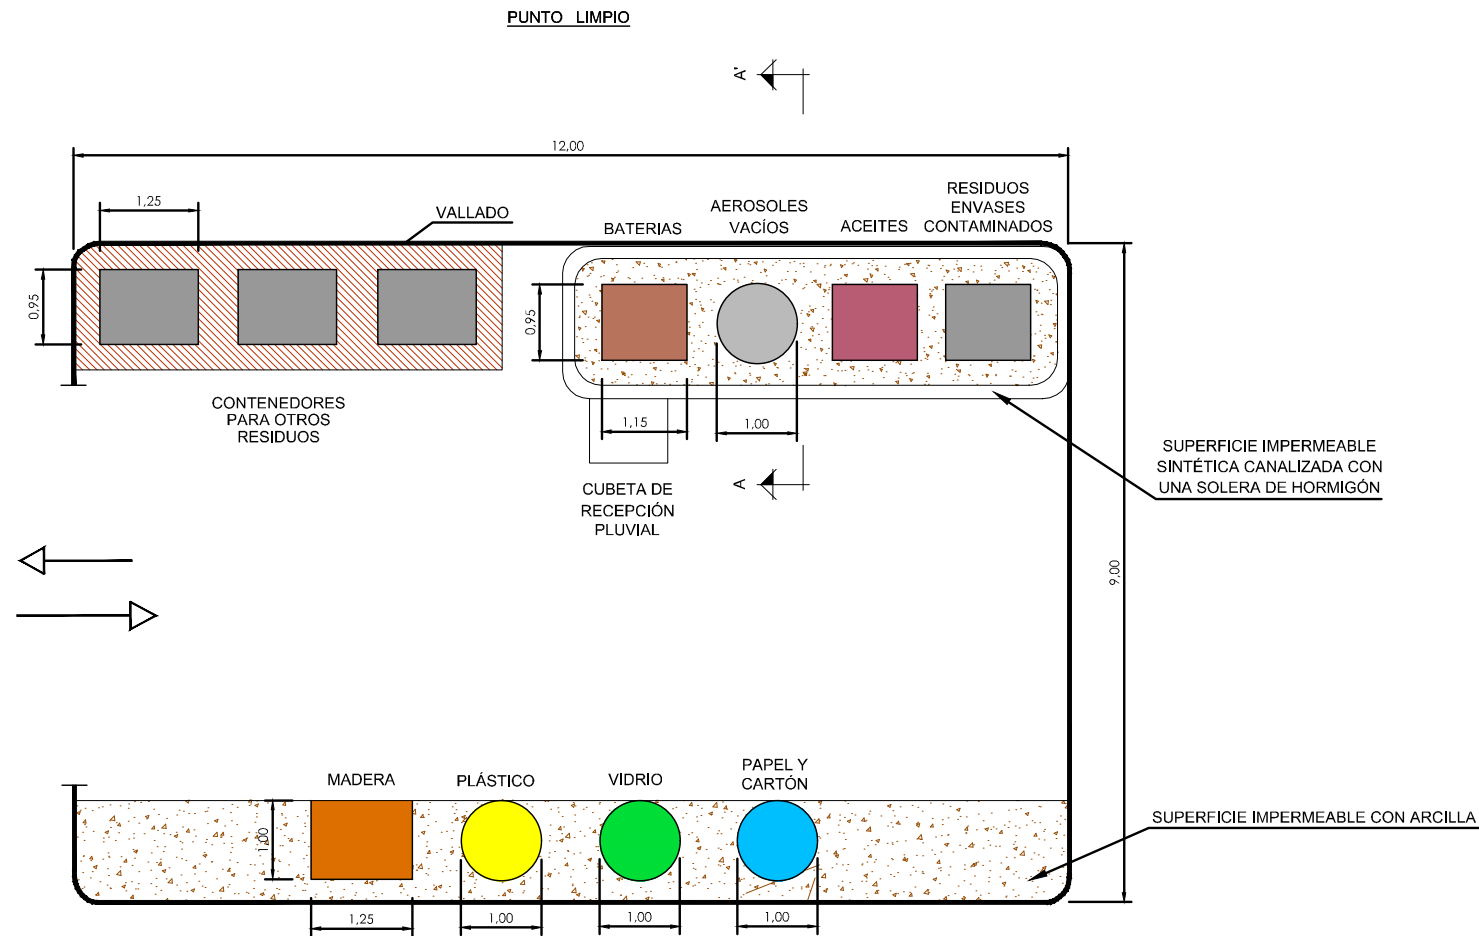 PUNTO LIMPIO
A'
12,00
1,25
VALLADO
BATERIAS
AEROSOLES
VACÍOS
ACEITES
RESIDUOS
ENVASES
CONTAMINADOS
0,95
0,95
1,15
1,00
CONTENEDORES
PARA OTROS
RESIDUOS
A
CUBETA DE
RECEPCIÓN
PLUVIAL
SUPERFICIE IMPERMEABLE
SINTÉTICA CANALIZADA CON
UNA SOLERA DE HORMIGÓN
9,00
MADERA
PLÁSTICO
VIDRIO
PAPEL Y
CARTÓN
1,00
SUPERFICIE IMPERMEABLE CON ARCILLA
1,25
1,00
1,00
1,00